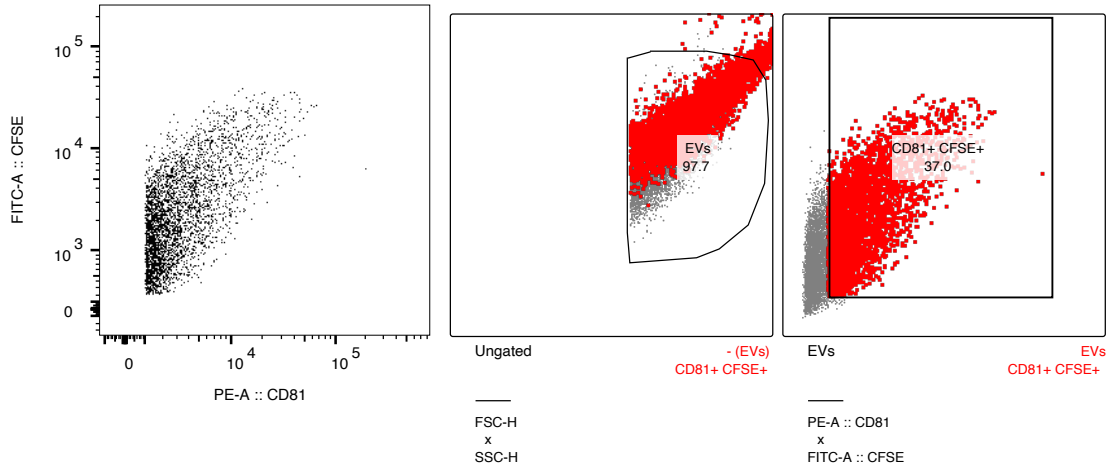 FITC-A :: CFSE
10^5
10^4
10^3
0
0
10^4
10^5
PE-A :: CD81
EVs
97.7
Ungated
- (EVs)
CD81+ CFSE+
FSC-H
x
SSC-H
CD81+ CFSE+
37.0
EVs
EVs
CD81+ CFSE+
PE-A :: CD81
x
FITC-A :: CFSE